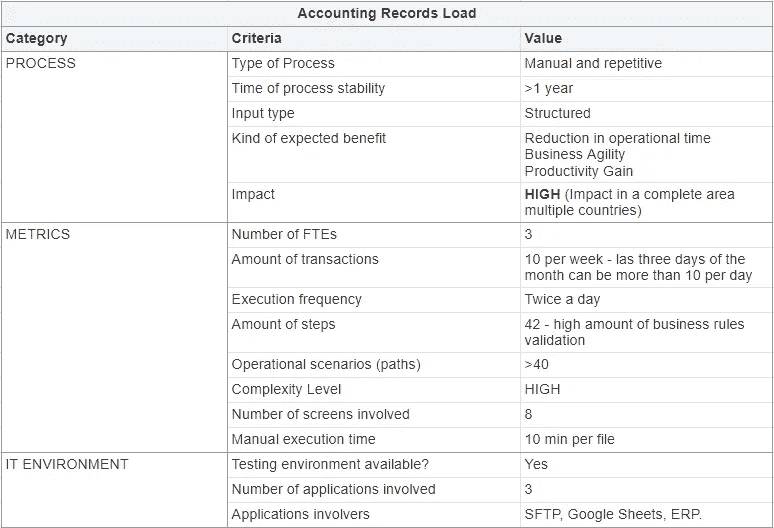 Accounting Records Load
Category Criteria Value
PROCESS Type of Process Manual and repetitive
Time of process stability >1 year
Input type Structured
Kind of expected benefit Reduction in operational time
Business Agility
Productivity Gain
Impact HIGH (Impact in a complete area
multiple countries)
METRICS Number of FTEs 3
Amount of transactions 10 per week - las three days of the
month can be more than 10 per day
Execution frequency Twice a day
Amount of steps 42 - high amount of business rules
validation
Operational scenarios (paths) >40
Complexity Level HIGH
Number of screens involved 8
Manual execution time 10 min per file
IT ENVIRONMENT Testing environment available? Yes
Number of applications involved 3
Applications involvers SFTP, Google Sheets, ERP.